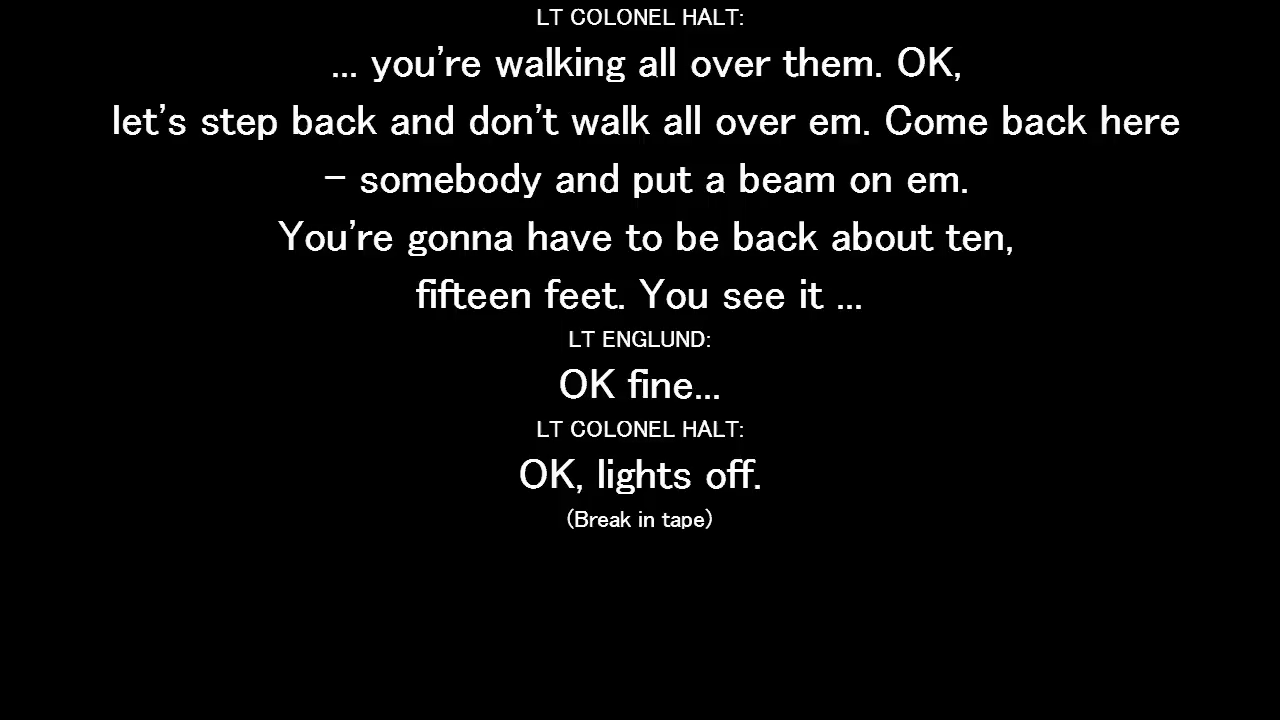 LT COLONEL HALT:
... you're walking all over them. OK,
let's step back and don't walk all over em. Come back here
- somebody and put a beam on em.
You're gonna have to be back about ten,
fifteen feet. You see it ...
LT ENGLUND:
OK fine...
LT COLONEL HALT:
OK, lights off.
(Break in tape)